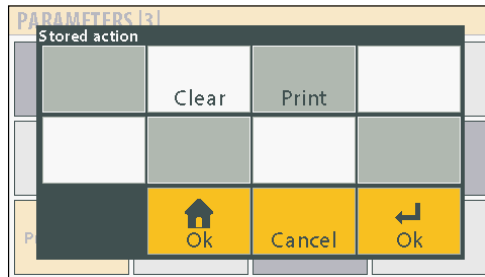 PARAMETERS |3|
Stored action
Clear
Print
Ok
Cancel
Ok
P